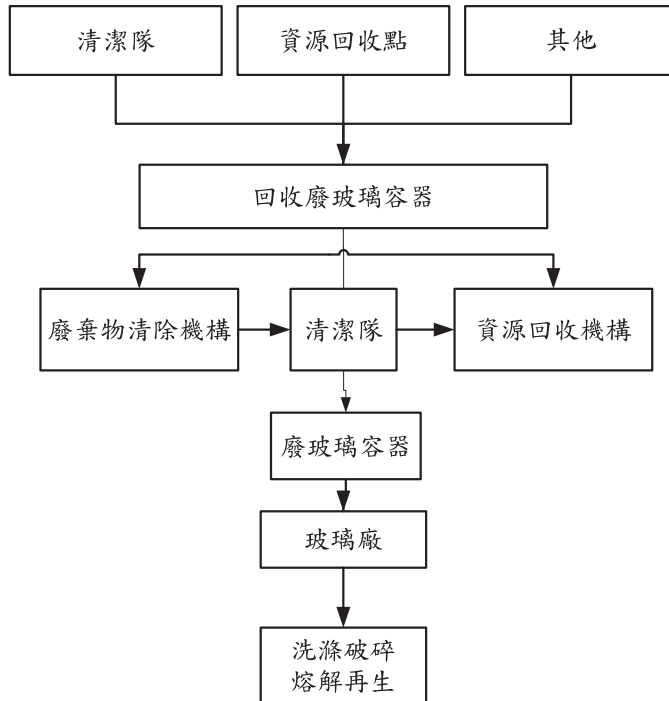 清潔隊
資源回收點
其他
回收廢玻璃容器
廢棄物清除機構
清潔隊
資源回收機構
廢玻璃容器
玻璃廠
洗滌破碎
熔解再生